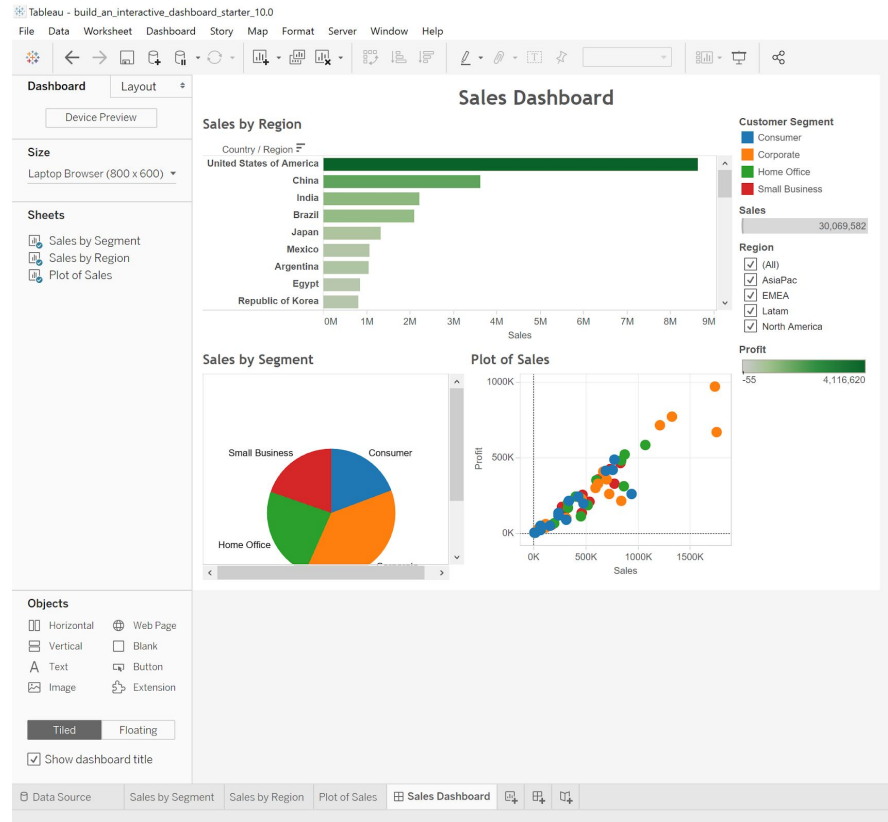 Tableau - build_an_interactive_dashboard_starter_10.0
File Data Worksheet Dashboard Story Map Format Server Window Help
Dashboard Layout
Device Preview
Size
Laptop Browser (800 x 600)
Sheets
Sales by Segment
Sales by Region
Plot of Sales
Sales Dashboard
Sales by Region
Country / Region
United States of America
China
India
Brazil
Japan
Mexico
Argentina
Egypt
Republic of Korea
0M 1M 2M 3M 4M 5M 6M 7M 8M 9M
Sales
Customer Segment
Consumer
Corporate
Home Office
Small Business
Sales
30,069,582
Region
(All)
AsiaPac
EMEA
Latam
North America
Profit
-55 4,116,620
Sales by Segment
Small Business
Consumer
Home Office
Corporate
Plot of Sales
1000K
500K
0K
Profit
0K 500K 1000K 1500K
Sales
Objects
Horizontal Web Page
Vertical Blank
A Text Button
Image Extension
Tiled Floating
Show dashboard title
Data Source Sales by Segment Sales by Region Plot of Sales Sales Dashboard